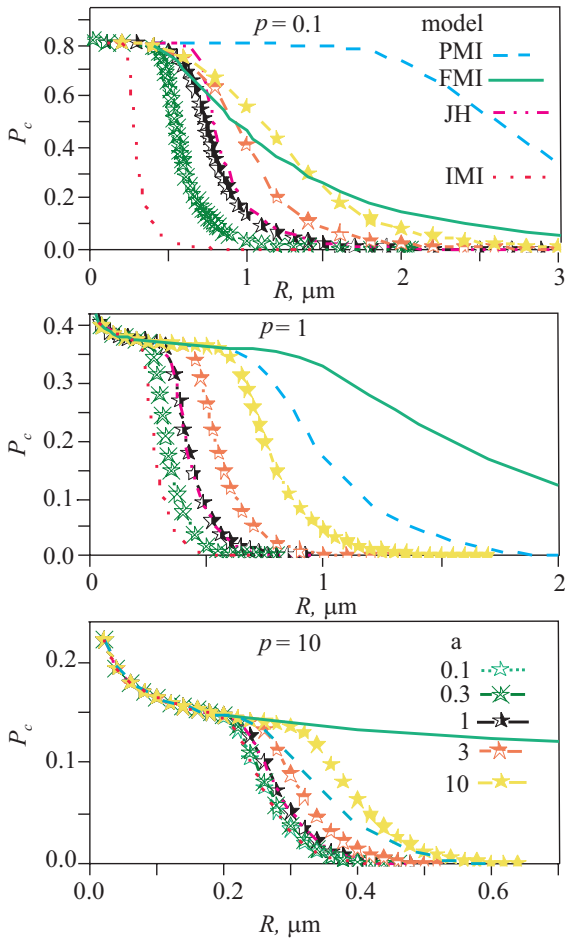 p = 0.1
model
PMI
FMI
JH
IMI
0.8
0.6
0.4
0.2
0.0
P_c
0
1
2
3
R, µm
p = 1
0.4
0.3
0.2
0.1
0.0
P_c
0
1
2
R, µm
p = 10
a
0.1
0.3
1
3
10
0.2
0.1
0.0
P_c
0.0
0.2
0.4
0.6
R, µm